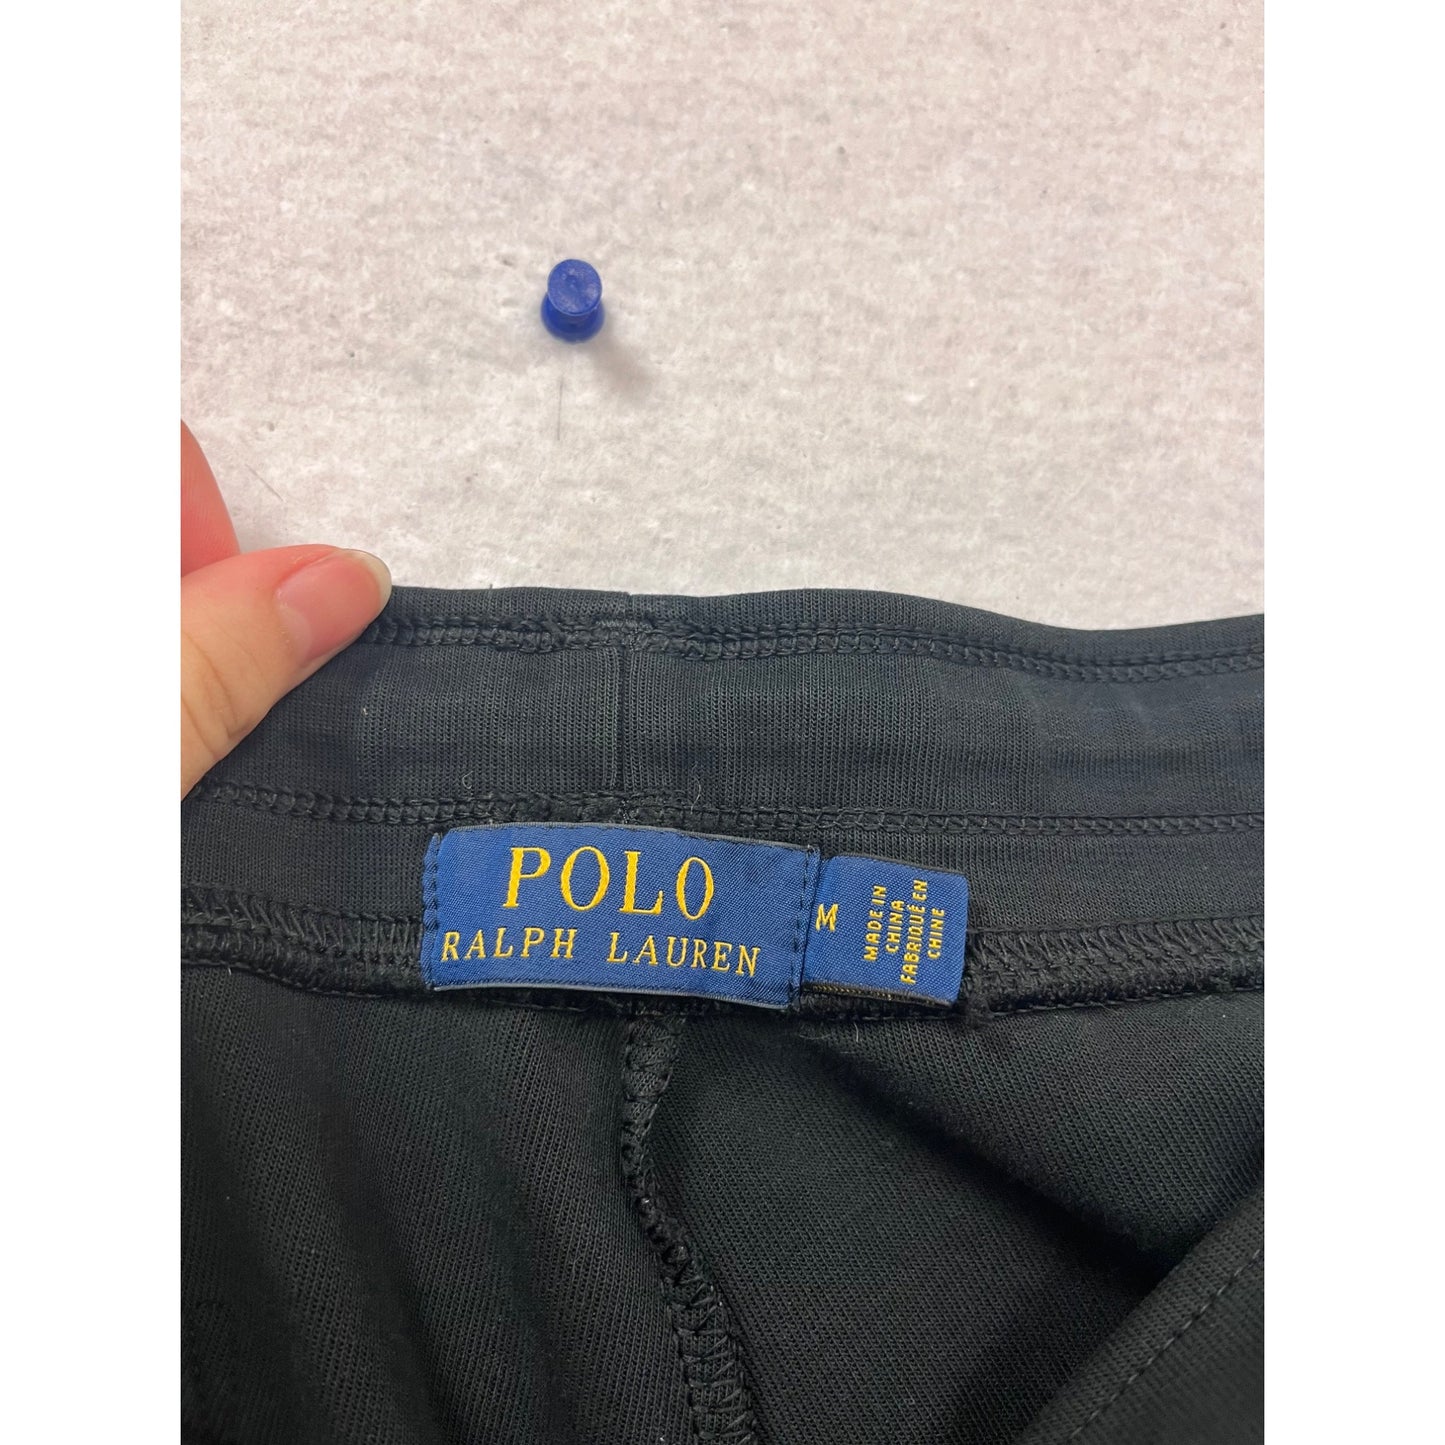 POLO
RALPH LAUREN
M
MADE IN
CHINA
FABRIQUÉ EN
CHINE